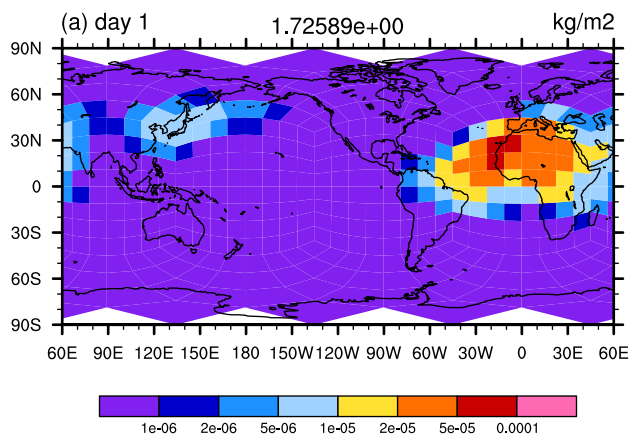 (a) day 1 1.72589e+00 kg/m2
90N
60N
30N
0
30S
60S
90S
60E 90E 120E 150E 180 150W 120W 90W 60W 30W 0 30E 60E
1e-06 2e-06 5e-06 1e-05 2e-05 5e-05 0.0001